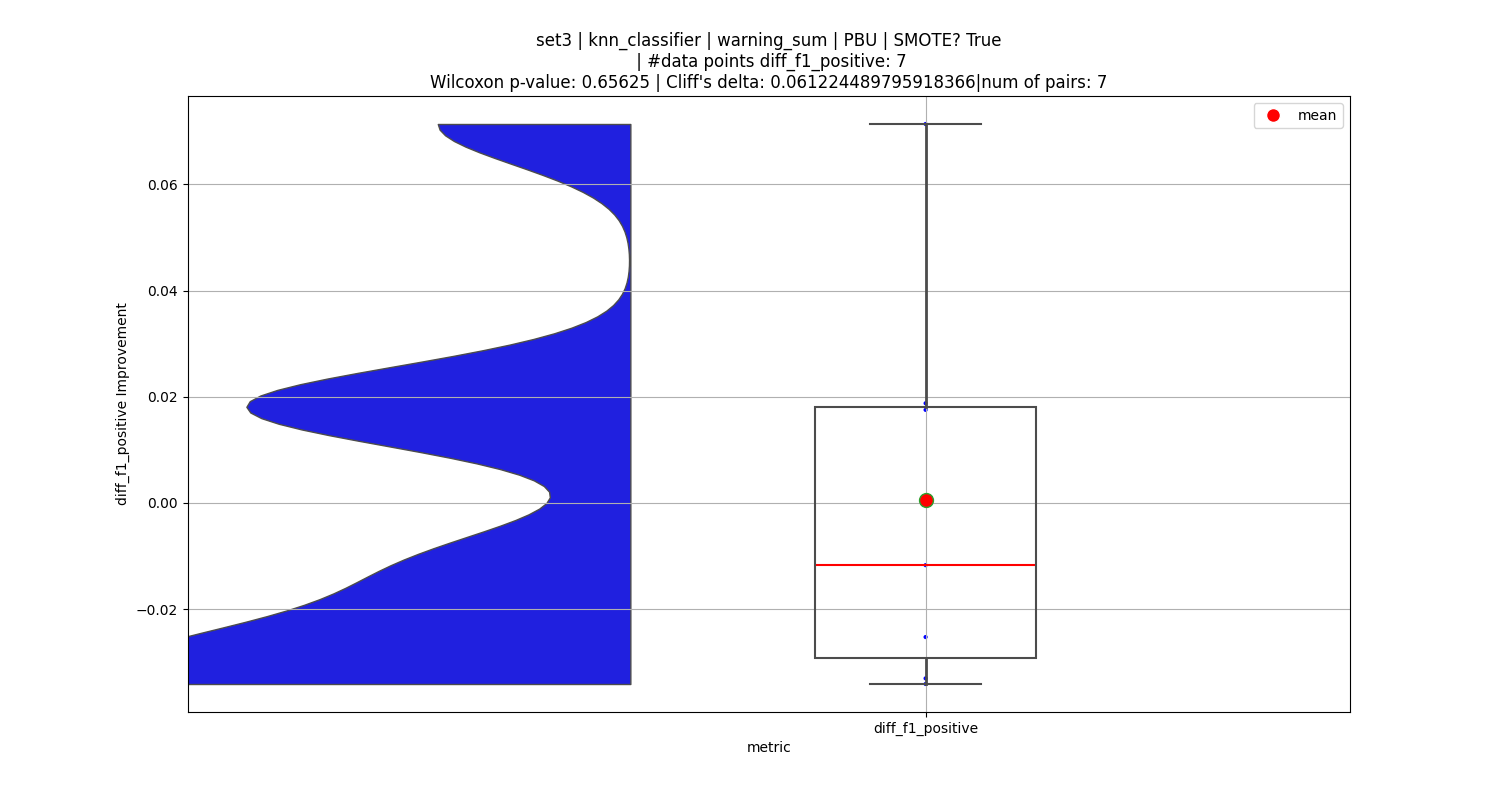 set3 | knn_classifier | warning_sum | PBU | SMOTE? True
| #data points diff_f1_positive: 7
Wilcoxon p-value: 0.65625 | Cliff's delta: 0.061224489795918366|num of pairs: 7
mean
0.06
0.04
0.02
0.00
−0.02
diff_f1_positive Improvement
diff_f1_positive
metric